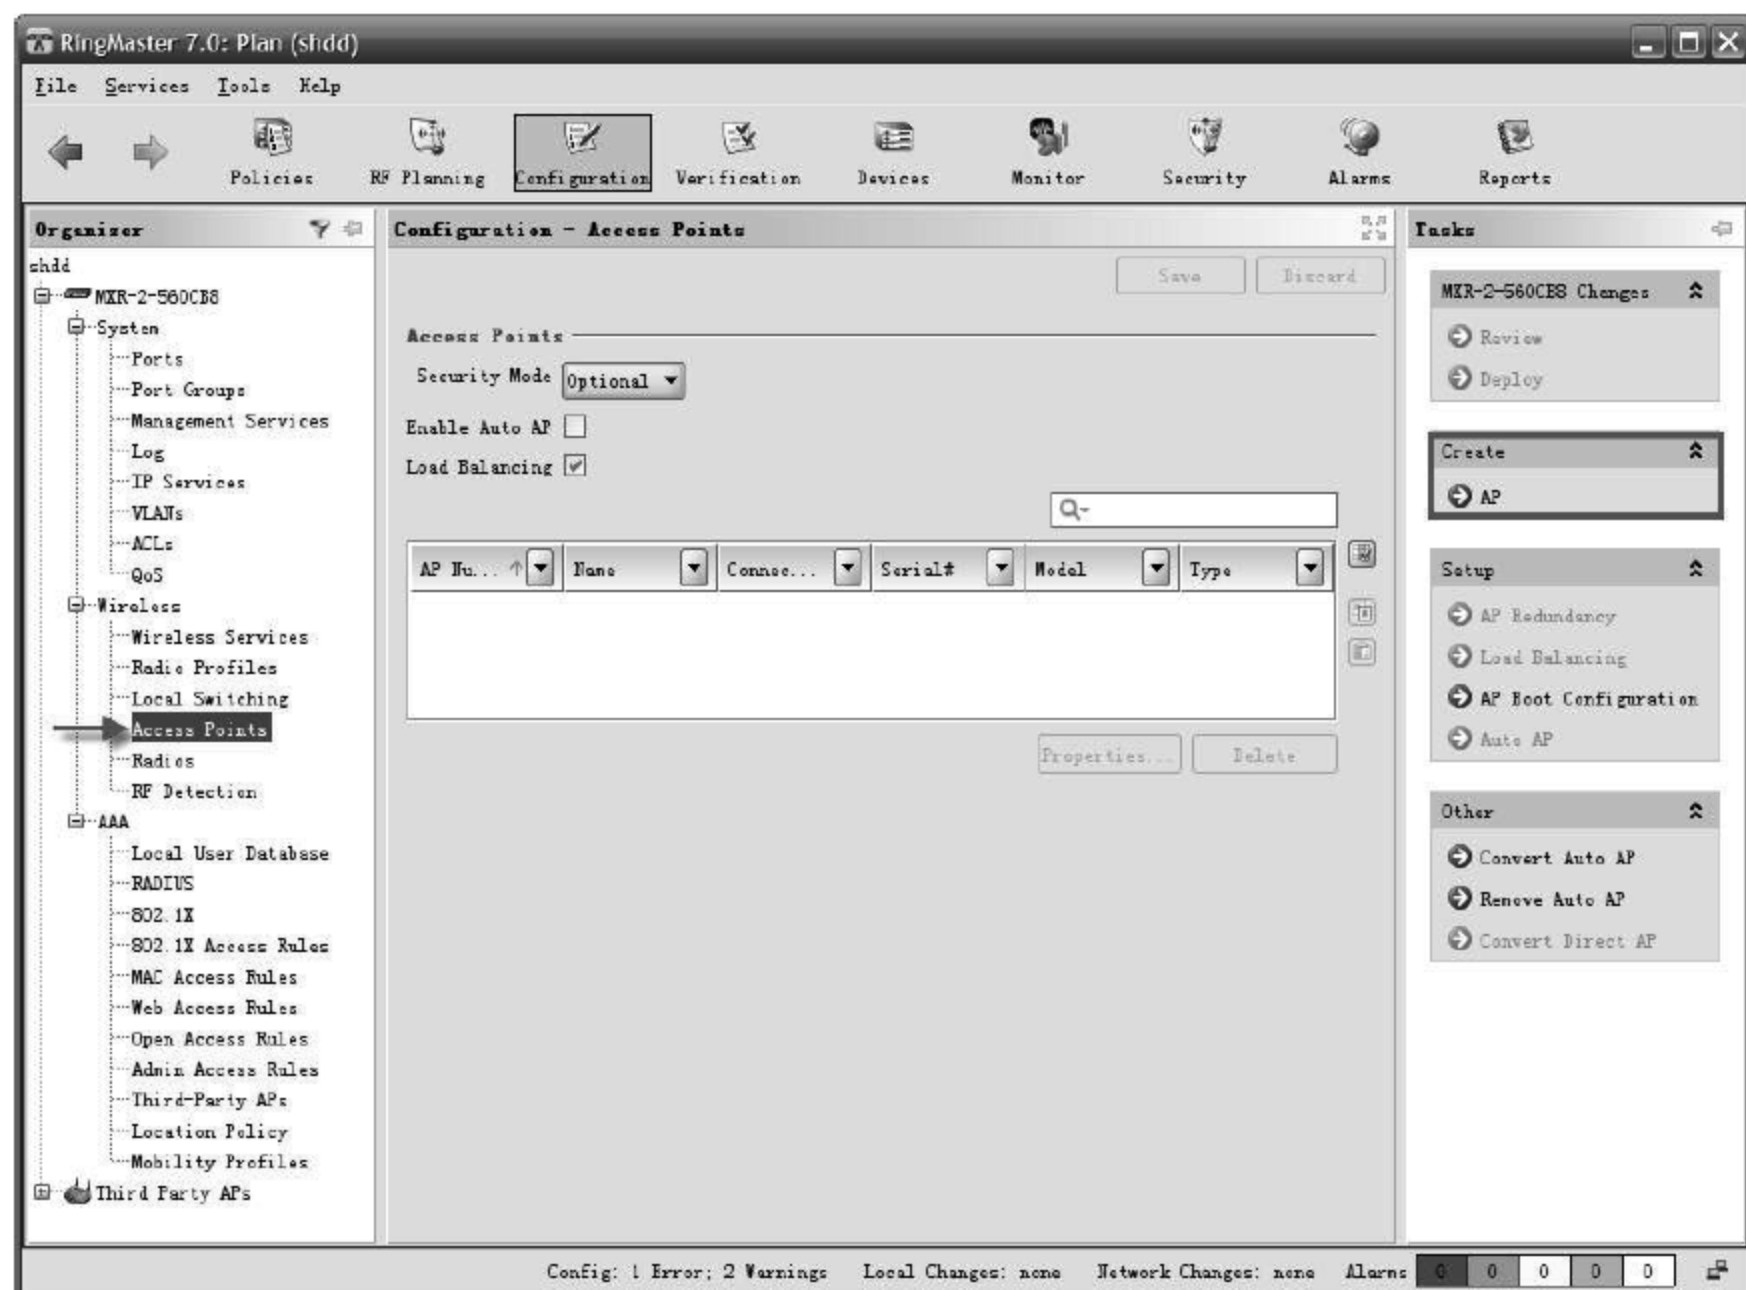 RingMaster 7.0: Plan (shdd)
File Services Tools Help
Policies RF Planning Configuration Verification Devices Monitor Security Alarms Reports
Organizer
shdd
MXR-2-560CB8
System
Ports
Port Groups
Management Services
Log
IP Services
VLANs
ACLs
QoS
Wireless
Wireless Services
Radio Profiles
Local Switching
Access Points
Radios
RF Detection
AAA
Local User Database
RADIUS
802.1X
802.1X Access Rules
MAC Access Rules
Web Access Rules
Open Access Rules
Admin Access Rules
Third-Party APs
Location Policy
Mobility Profiles
Third Party APs
Configuration - Access Points
Save Discard
Access Points
Security Mode Optional
Enable Auto AP
Load Balancing
AP Nu... Name Connec... Serial# Model Type
Properties... Delete
Tasks
MXR-2-560CB8 Changes
Review
Deploy
Create
AP
Setup
AP Redundancy
Load Balancing
AP Boot Configuration
Auto AP
Other
Convert Auto AP
Remove Auto AP
Convert Direct AP
Config: 1 Error; 2 Warnings Local Changes: none Network Changes: none Alarms 0 0 0 0 0